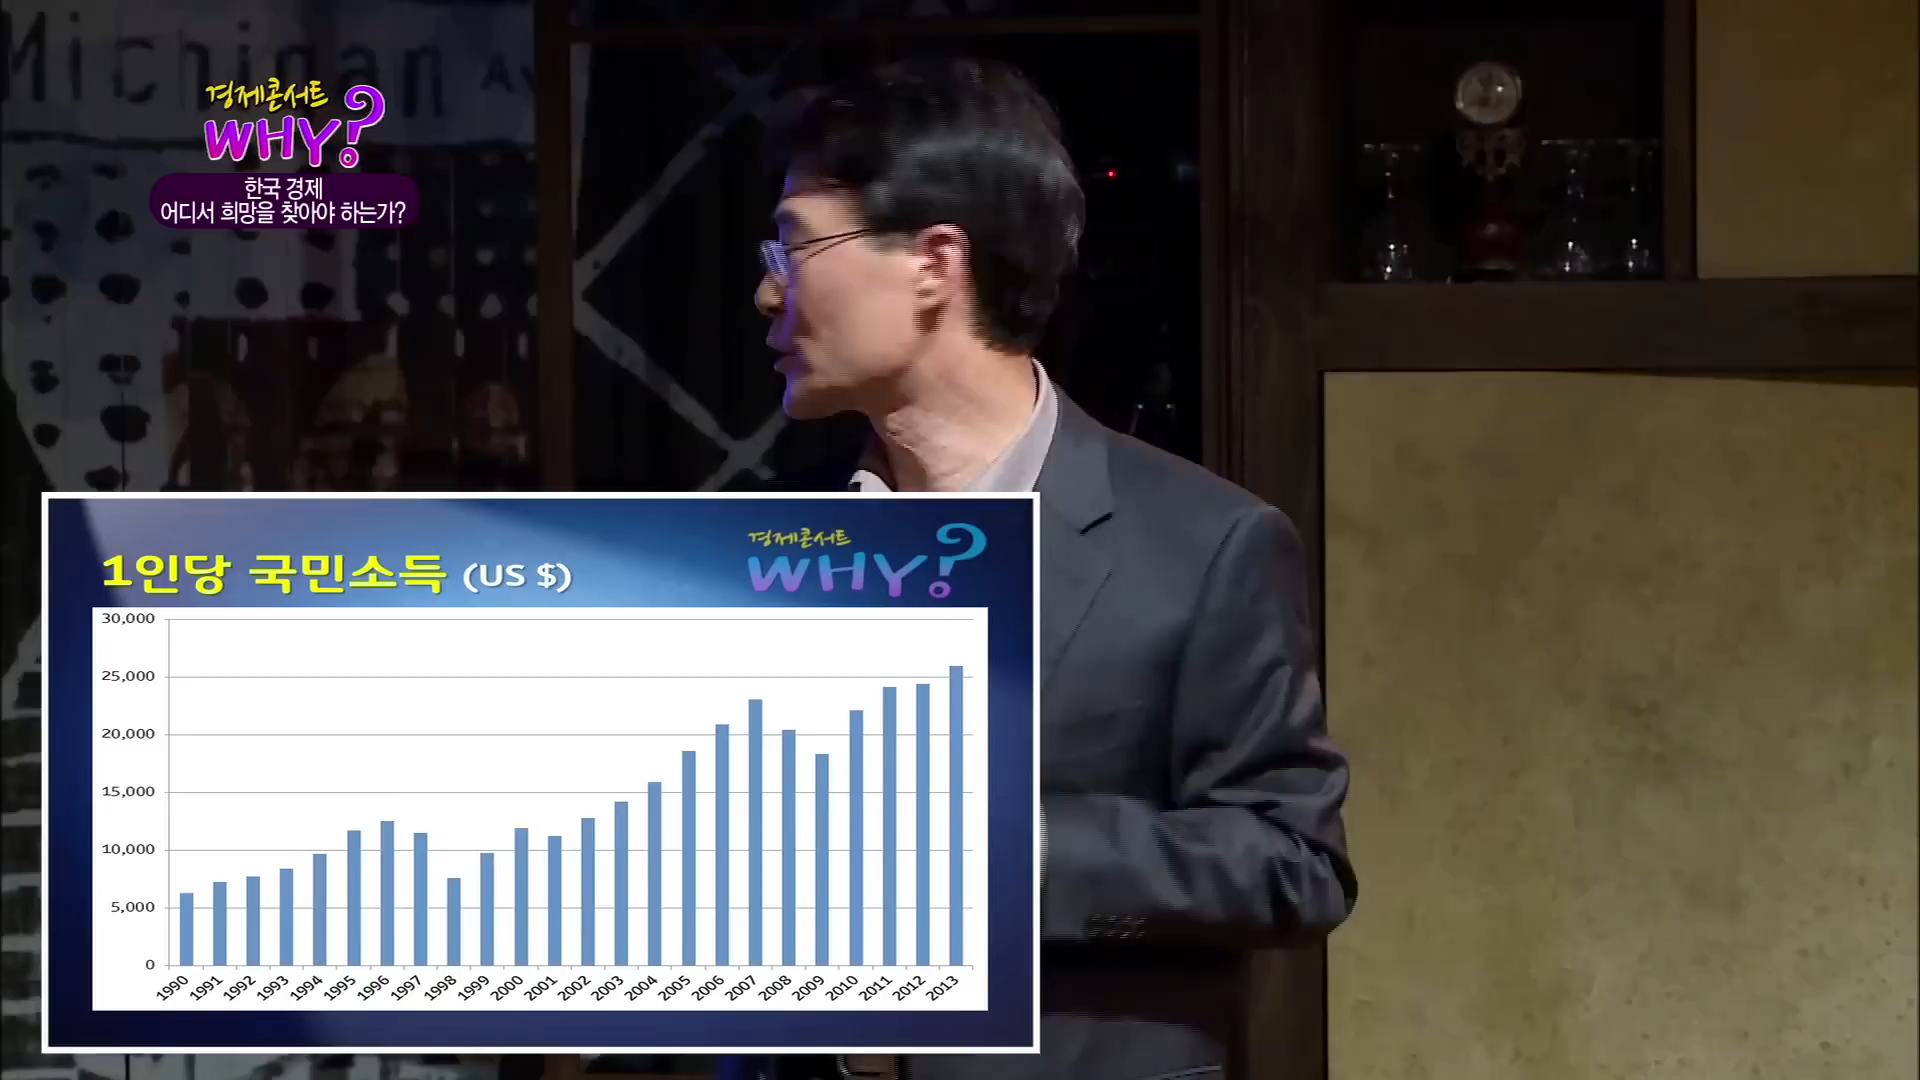 Michigan Av
경제콘서트
WHY?
한국 경제
어디서 희망을 찾아야 하는가?
1인당 국민소득 (US $)
경제콘서트
WHY?
30,000
25,000
20,000
15,000
10,000
5,000
0
1990 1991 1992 1993 1994 1995 1996 1997 1998 1999 2000 2001 2002 2003 2004 2005 2006 2007 2008 2009 2010 2011 2012 2013